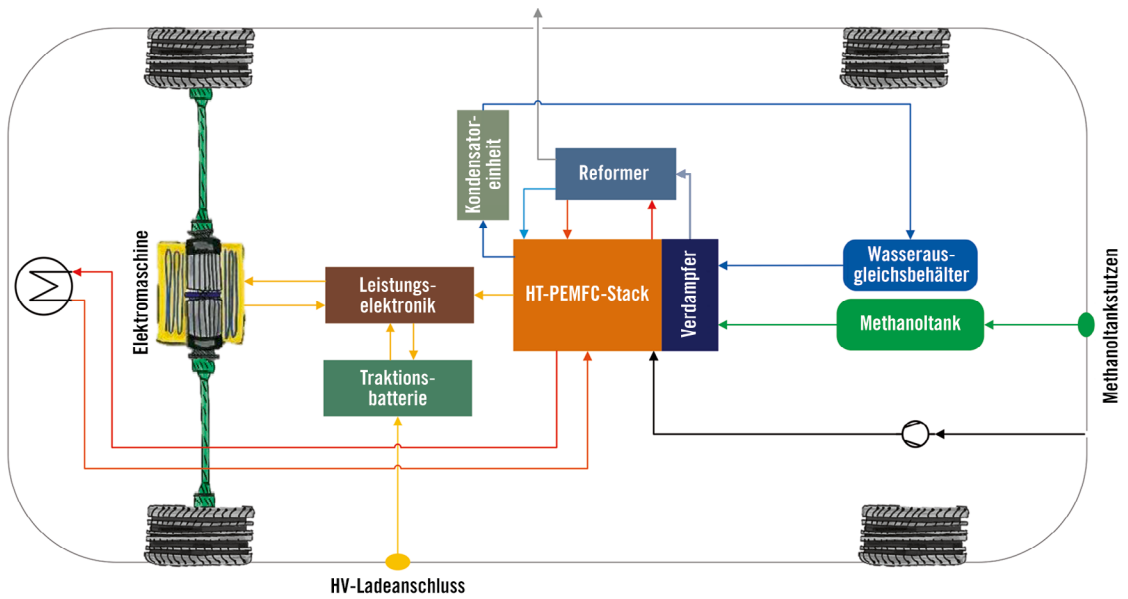 Kondensator-
einheit
Reformer
Elektromaschine
Leistungs-
elektronik
HT-PEMFC-Stack
Verdampfer
Wasseraus-
gleichsbehälter
Methanoltank
Methanoltankstutzen
Traktions-
batterie
HV-Ladeanschluss